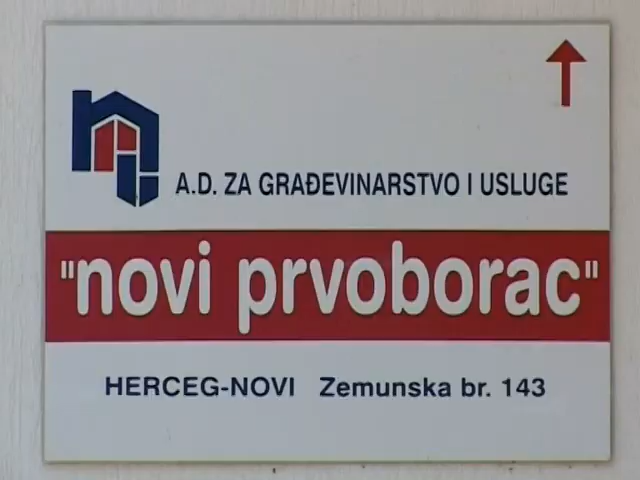 A.D. ZA GRAĐEVINARSTVO I USLUGE
"novi prvoborac"
HERCEG-NOVI Zemunska br. 143